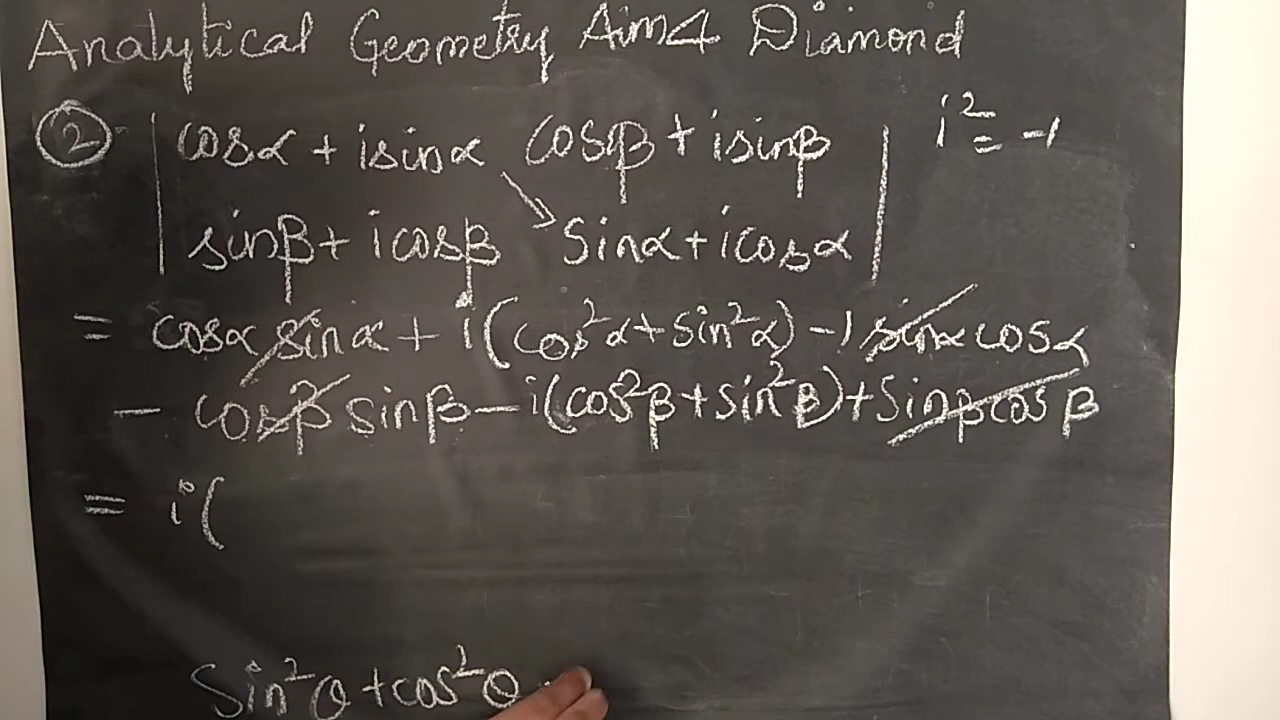 Analytical Geometry Aim4 Diamond
② | cosα + isinα cosβ + isinβ | i² = -1
| sinβ + icosβ sinα + icosα |
= cosα sinα + i(cos²α + sin²α) - 1 sinα cosα
- cosβ sinβ - i(cos²β + sin²β) + sinβ cosβ
= i(
sin²θ + cos²θ